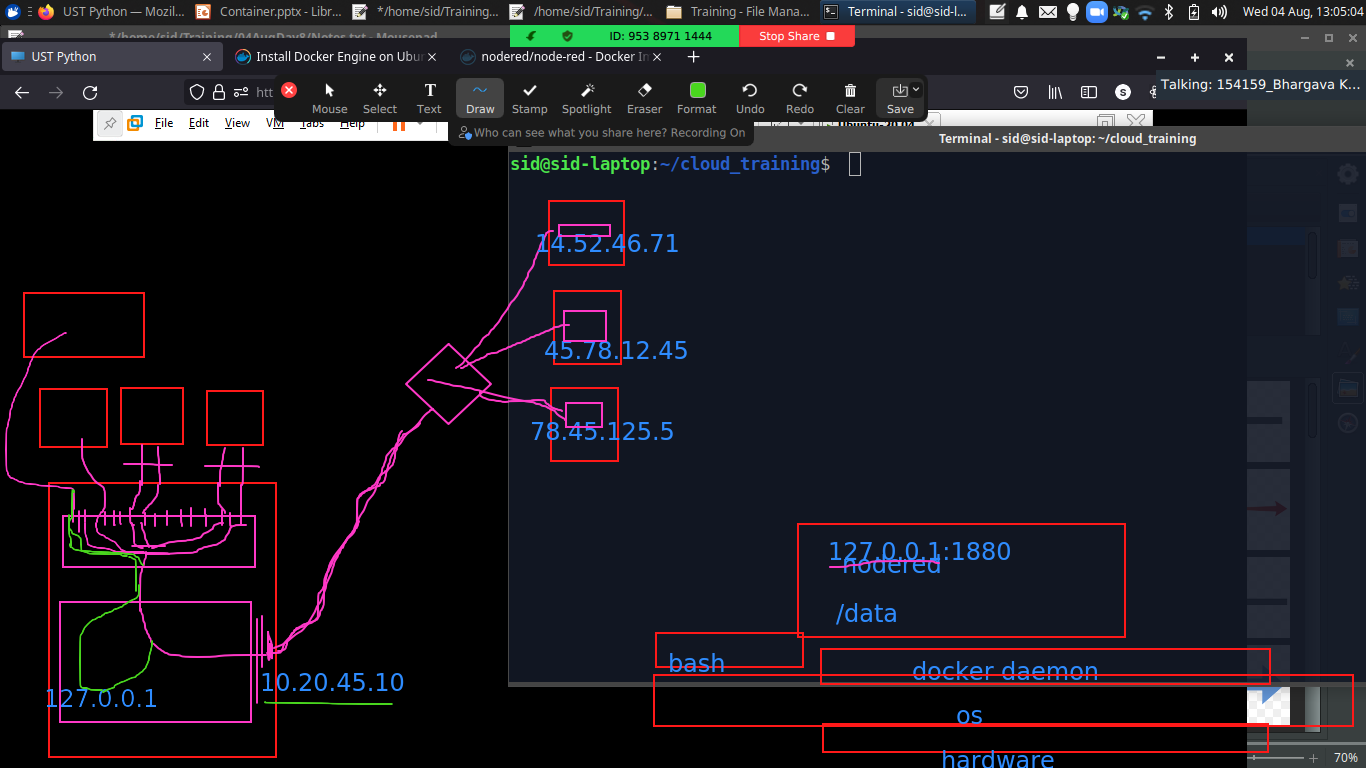 UST Python — Mozil...
Container.pptx - Libr...
*/home/sid/Training...
/home/sid/Training/...
Training - File Mana...
Terminal - sid@sid-l...
Wed 04 Aug, 13:05:04
*/home/sid/Training/04AugDay8/Notes.txt - Mousepad
ID: 953 8971 1444
Stop Share
UST Python
Install Docker Engine on Ubun
nodered/node-red - Docker Im
Talking: 154159_Bhargava K...
htt
Mouse
Select
Text
Draw
Stamp
Spotlight
Eraser
Format
Undo
Redo
Clear
Save
File Edit View VM Tabs Help
Who can see what you share here? Recording On
Terminal - sid@sid-laptop: ~/cloud_training
sid@sid-laptop:~/cloud_training$
14.52.46.71
45.78.12.45
78.45.125.5
127.0.0.1:1880
nodered
/data
bash
docker daemon
10.20.45.10
127.0.0.1
os
hardware
70%